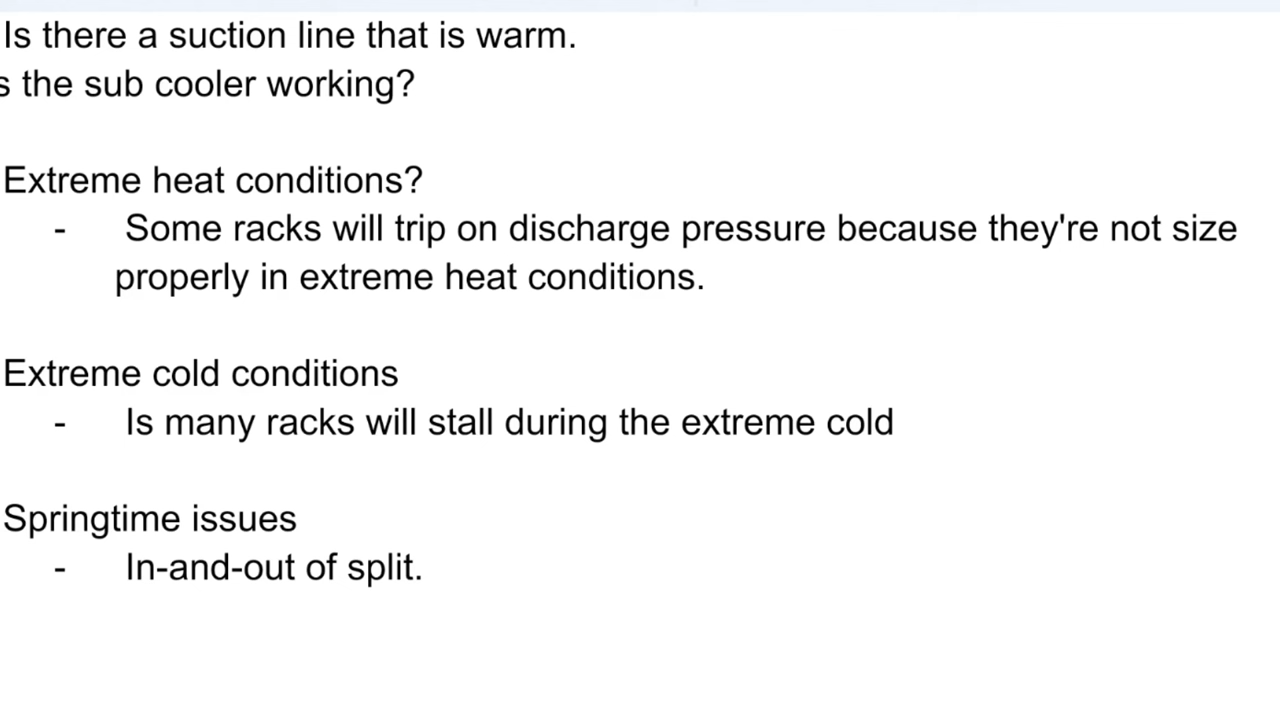 Is there a suction line that is warm.
s the sub cooler working?
Extreme heat conditions?
- Some racks will trip on discharge pressure because they're not size
properly in extreme heat conditions.
Extreme cold conditions
- Is many racks will stall during the extreme cold
Springtime issues
- In-and-out of split.